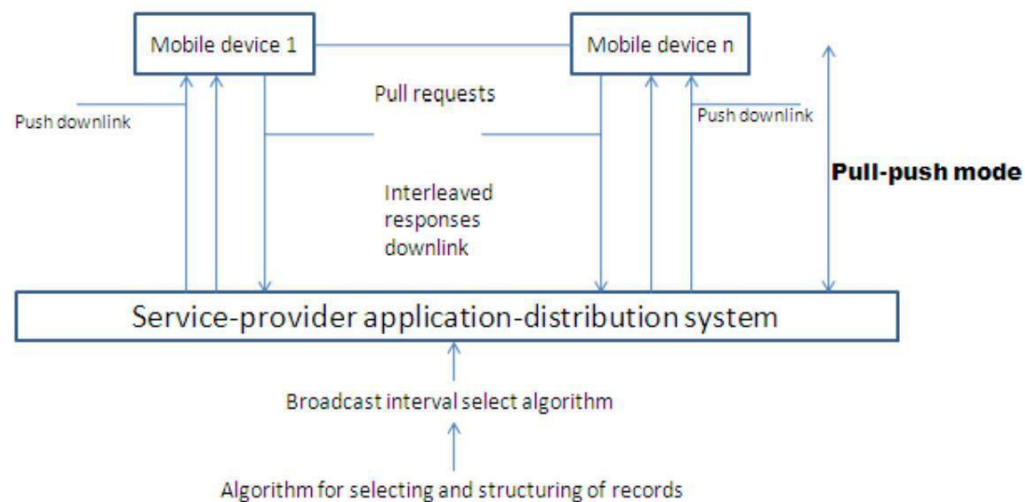 Mobile device 1
Mobile device n
Pull requests
Push downlink
Push downlink
Pull-push mode
Interleaved
responses
downlink
Service-provider application-distribution system
Broadcast interval select algorithm
Algorithm for selecting and structuring of records